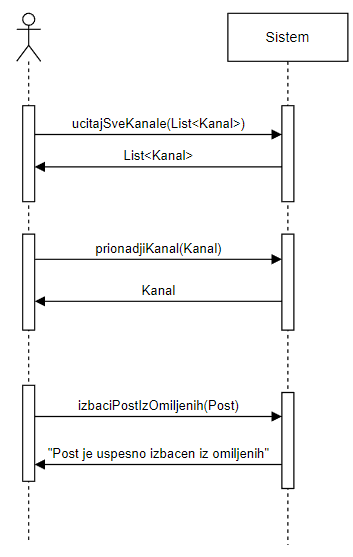 Sistem
ucitajSveKanale(List<Kanal>)
List<Kanal>
prionadjiKanal(Kanal)
Kanal
izbaciPostIzOmiljenih(Post)
"Post je uspesno izbacen iz omiljenih"